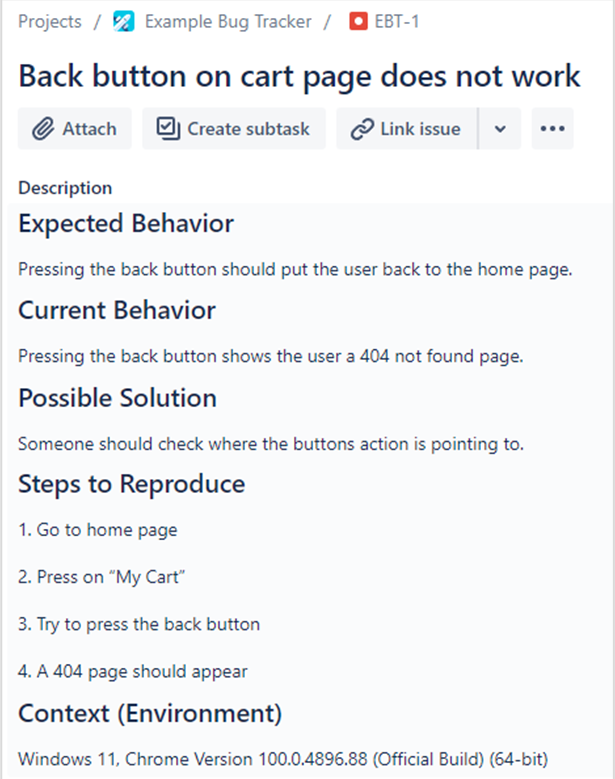 Projects / Example Bug Tracker / EBT-1
Back button on cart page does not work
Attach Create subtask Link issue
Description
Expected Behavior
Pressing the back button should put the user back to the home page.
Current Behavior
Pressing the back button shows the user a 404 not found page.
Possible Solution
Someone should check where the buttons action is pointing to.
Steps to Reproduce
1. Go to home page
2. Press on “My Cart”
3. Try to press the back button
4. A 404 page should appear
Context (Environment)
Windows 11, Chrome Version 100.0.4896.88 (Official Build) (64-bit)